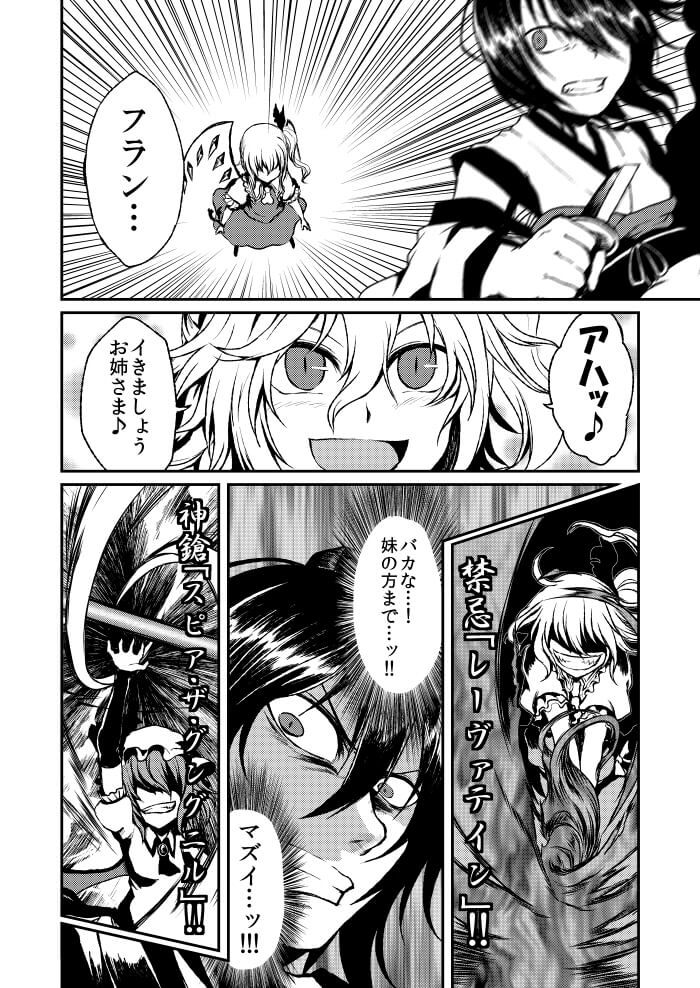 フラン…
アハッ♪
イきましょう
お姉さま♪
禁忌「レーヴァテイン」!!
バカな…!
妹の方まで…ッ!!
マズイ…ッ!!!
神鎗「スピア・ザ・グングニル」!!